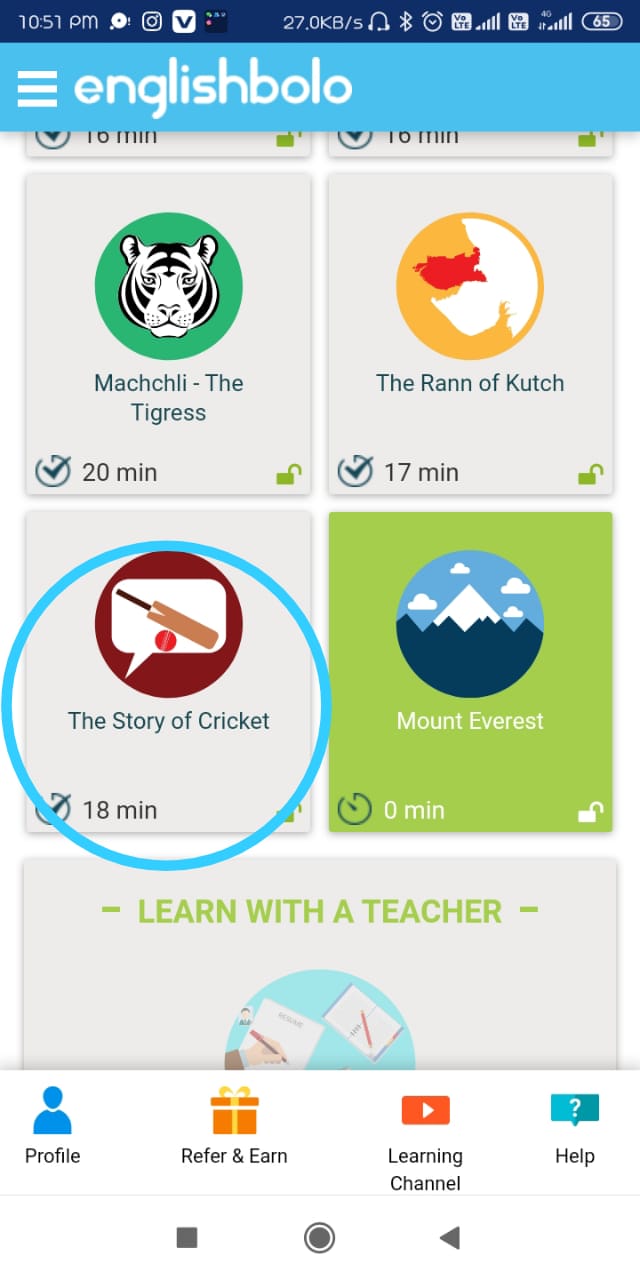 10:51 PM 27.0KB/s Vo LTE Vo LTE 4G 65
englishbolo
16 min 16 min
Machchli - The
Tigress
The Rann of Kutch
20 min 17 min
The Story of Cricket Mount Everest
18 min 0 min
LEARN WITH A TEACHER
RESUME
Profile Refer & Earn Learning
Channel Help